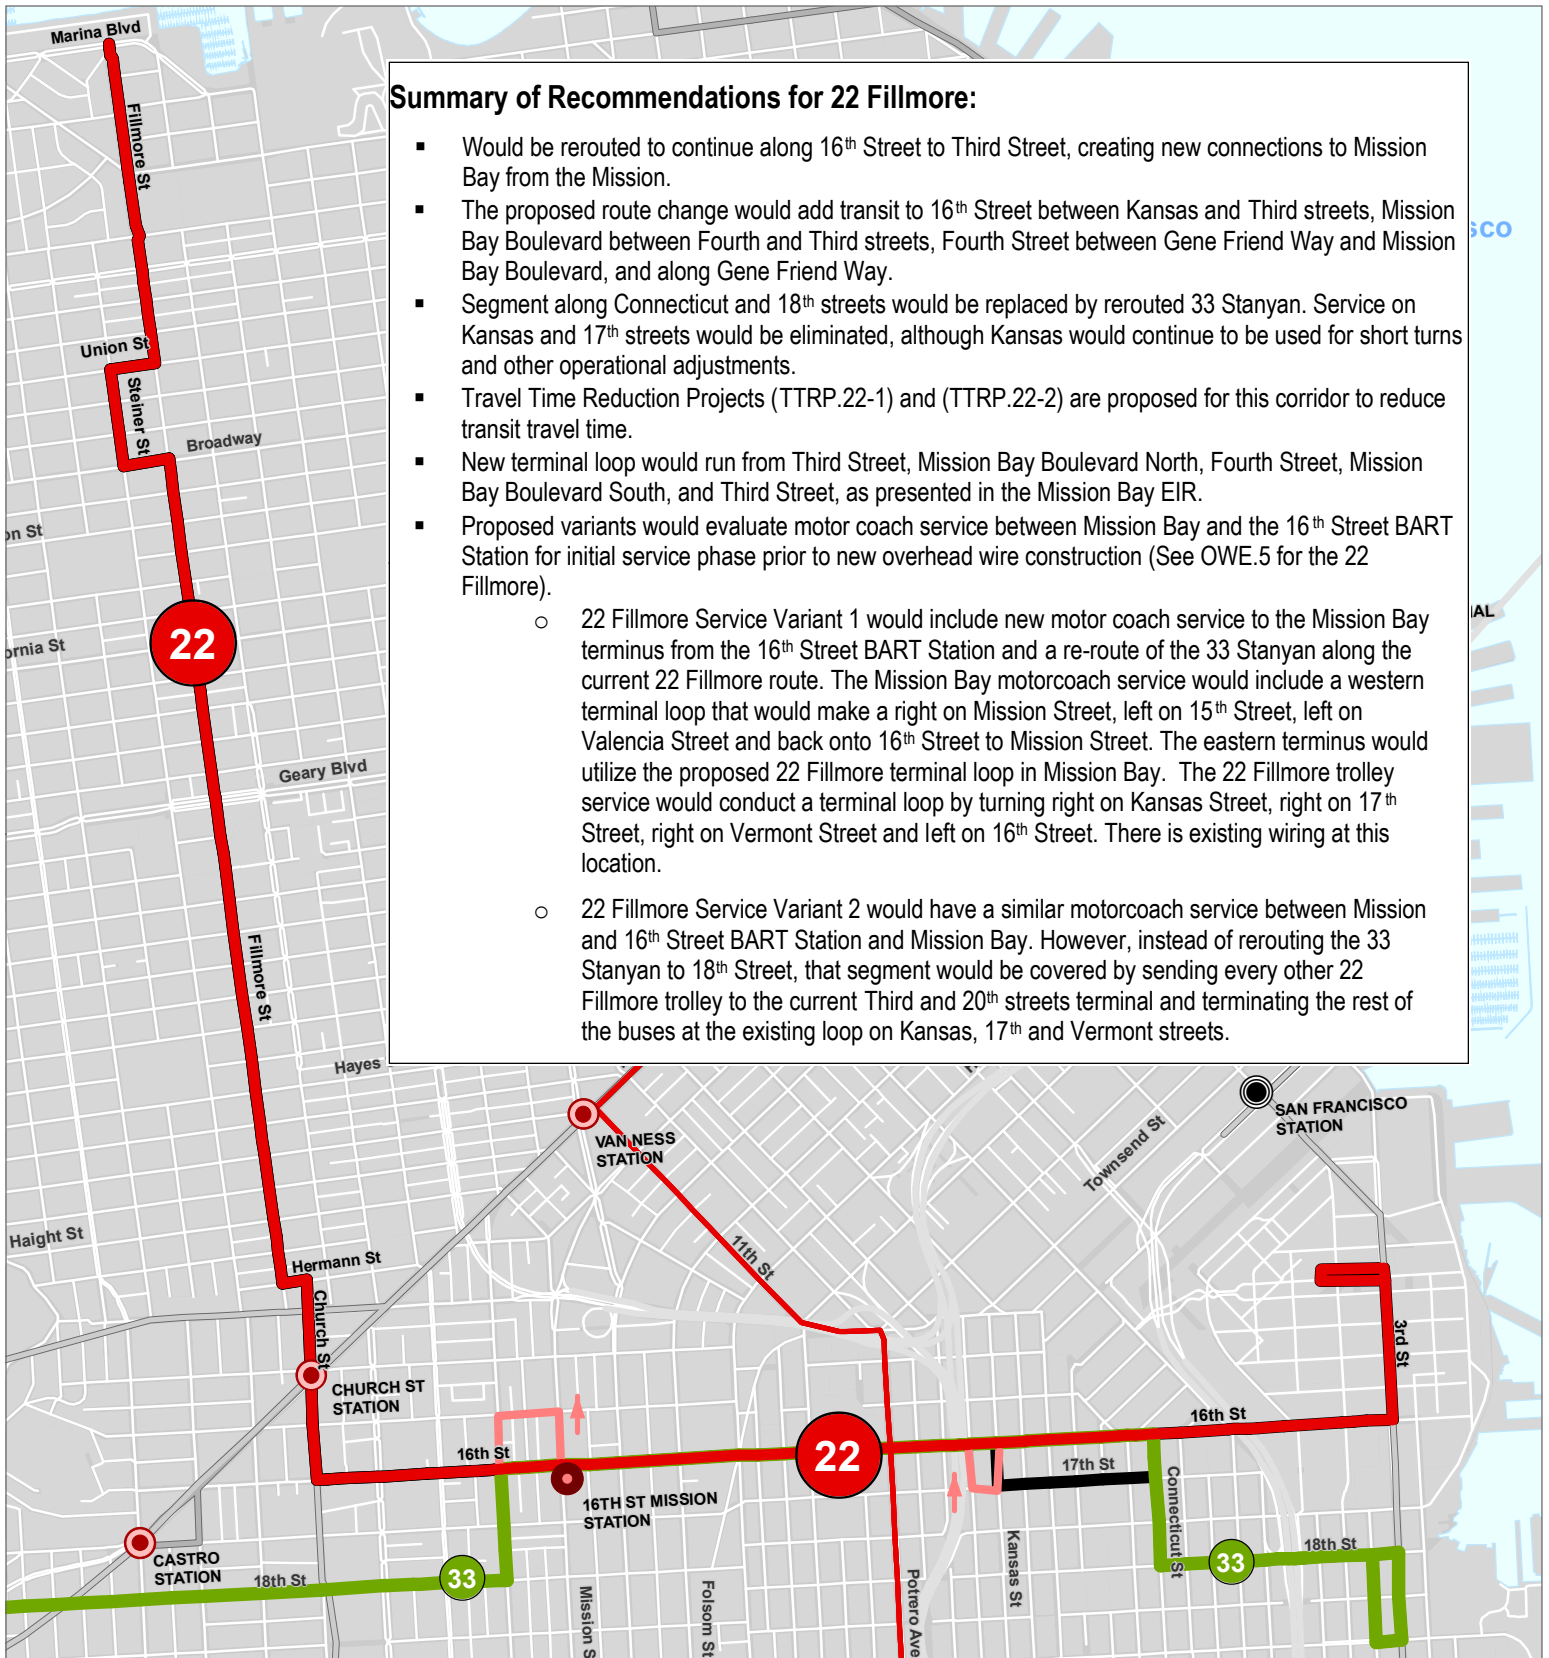 Marina Blvd
Fillmore St
Summary of Recommendations for 22 Fillmore:
▪ Would be rerouted to continue along 16th Street to Third Street, creating new connections to Mission
Bay from the Mission.
▪ The proposed route change would add transit to 16th Street between Kansas and Third streets, Mission
Bay Boulevard between Fourth and Third streets, Fourth Street between Gene Friend Way and Mission
Bay Boulevard, and along Gene Friend Way.
▪ Segment along Connecticut and 18th streets would be replaced by rerouted 33 Stanyan. Service on
Kansas and 17th streets would be eliminated, although Kansas would continue to be used for short turns
and other operational adjustments.
▪ Travel Time Reduction Projects (TTRP.22-1) and (TTRP.22-2) are proposed for this corridor to reduce
transit travel time.
▪ New terminal loop would run from Third Street, Mission Bay Boulevard North, Fourth Street, Mission
Bay Boulevard South, and Third Street, as presented in the Mission Bay EIR.
▪ Proposed variants would evaluate motor coach service between Mission Bay and the 16th Street BART
Station for initial service phase prior to new overhead wire construction (See OWE.5 for the 22
Fillmore).
o 22 Fillmore Service Variant 1 would include new motor coach service to the Mission Bay
terminus from the 16th Street BART Station and a re-route of the 33 Stanyan along the
current 22 Fillmore route. The Mission Bay motorcoach service would include a western
terminal loop that would make a right on Mission Street, left on 15th Street, left on
Valencia Street and back onto 16th Street to Mission Street. The eastern terminus would
utilize the proposed 22 Fillmore terminal loop in Mission Bay.  The 22 Fillmore trolley
service would conduct a terminal loop by turning right on Kansas Street, right on 17th
Street, right on Vermont Street and left on 16th Street. There is existing wiring at this
location.
o 22 Fillmore Service Variant 2 would have a similar motorcoach service between Mission
and 16th Street BART Station and Mission Bay. However, instead of rerouting the 33
Stanyan to 18th Street, that segment would be covered by sending every other 22
Fillmore trolley to the current Third and 20th streets terminal and terminating the rest of
the buses at the existing loop on Kansas, 17th and Vermont streets.
sco
Union St
Steiner St
Broadway
on St
ornia St
22
AL
Geary Blvd
Fillmore St
Hayes
VAN NESS
STATION
SAN FRANCISCO
STATION
Townsend St
Haight St
Hermann St
11th St
Church St
3rd St
CHURCH ST
STATION
16th St
22
16th St
17th St
16TH ST MISSION
STATION
Connecticut St
Kansas St
CASTRO
STATION
18th St
33
18th St
33
Mission S
Folsom St
Potrero Ave